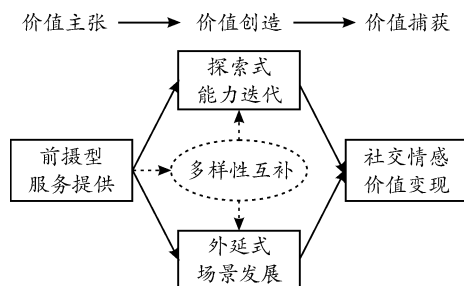 价值主张 价值创造 价值捕获
探索式
能力迭代
前摄型
服务提供
多样性互补
社交情感
价值变现
外延式
场景发展